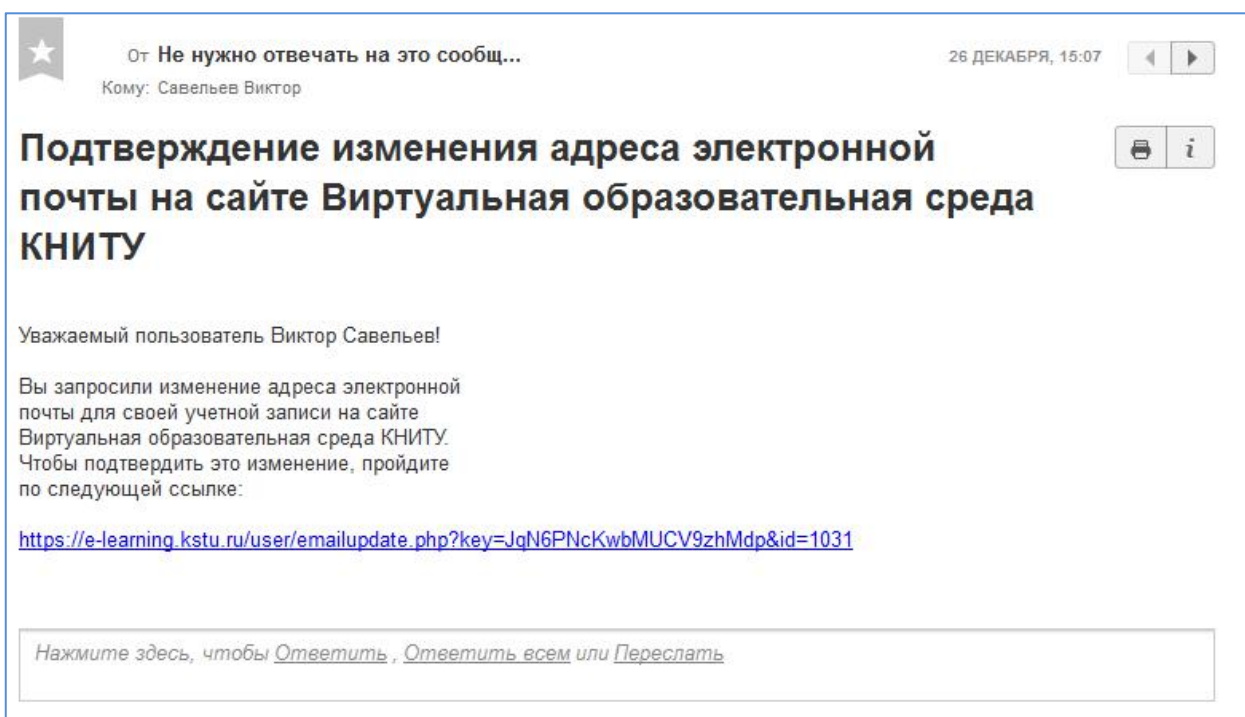 От Не нужно отвечать на это сообщ...
26 ДЕКАБРЯ, 15:07
Кому: Савельев Виктор
Подтверждение изменения адреса электронной
почты на сайте Виртуальная образовательная среда
КНИТУ
Уважаемый пользователь Виктор Савельев!
Вы запросили изменение адреса электронной
почты для своей учетной записи на сайте
Виртуальная образовательная среда КНИТУ.
Чтобы подтвердить это изменение, пройдите
по следующей ссылке:
https://e-learning.kstu.ru/user/emailupdate.php?key=JqN6PNcKwbMUCV9zhMdp&id=1031
Нажмите здесь, чтобы Ответить , Ответить всем или Переслать